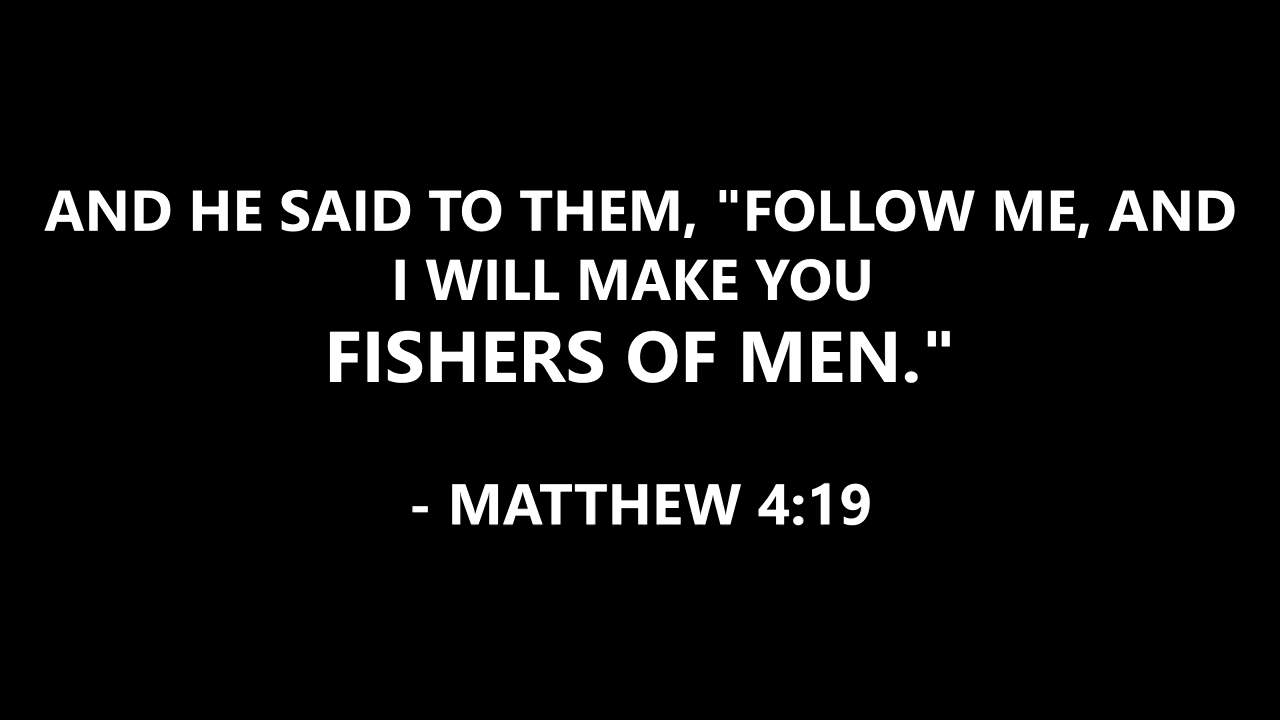 AND HE SAID TO THEM, "FOLLOW ME, AND
I WILL MAKE YOU
FISHERS OF MEN."
- MATTHEW 4:19